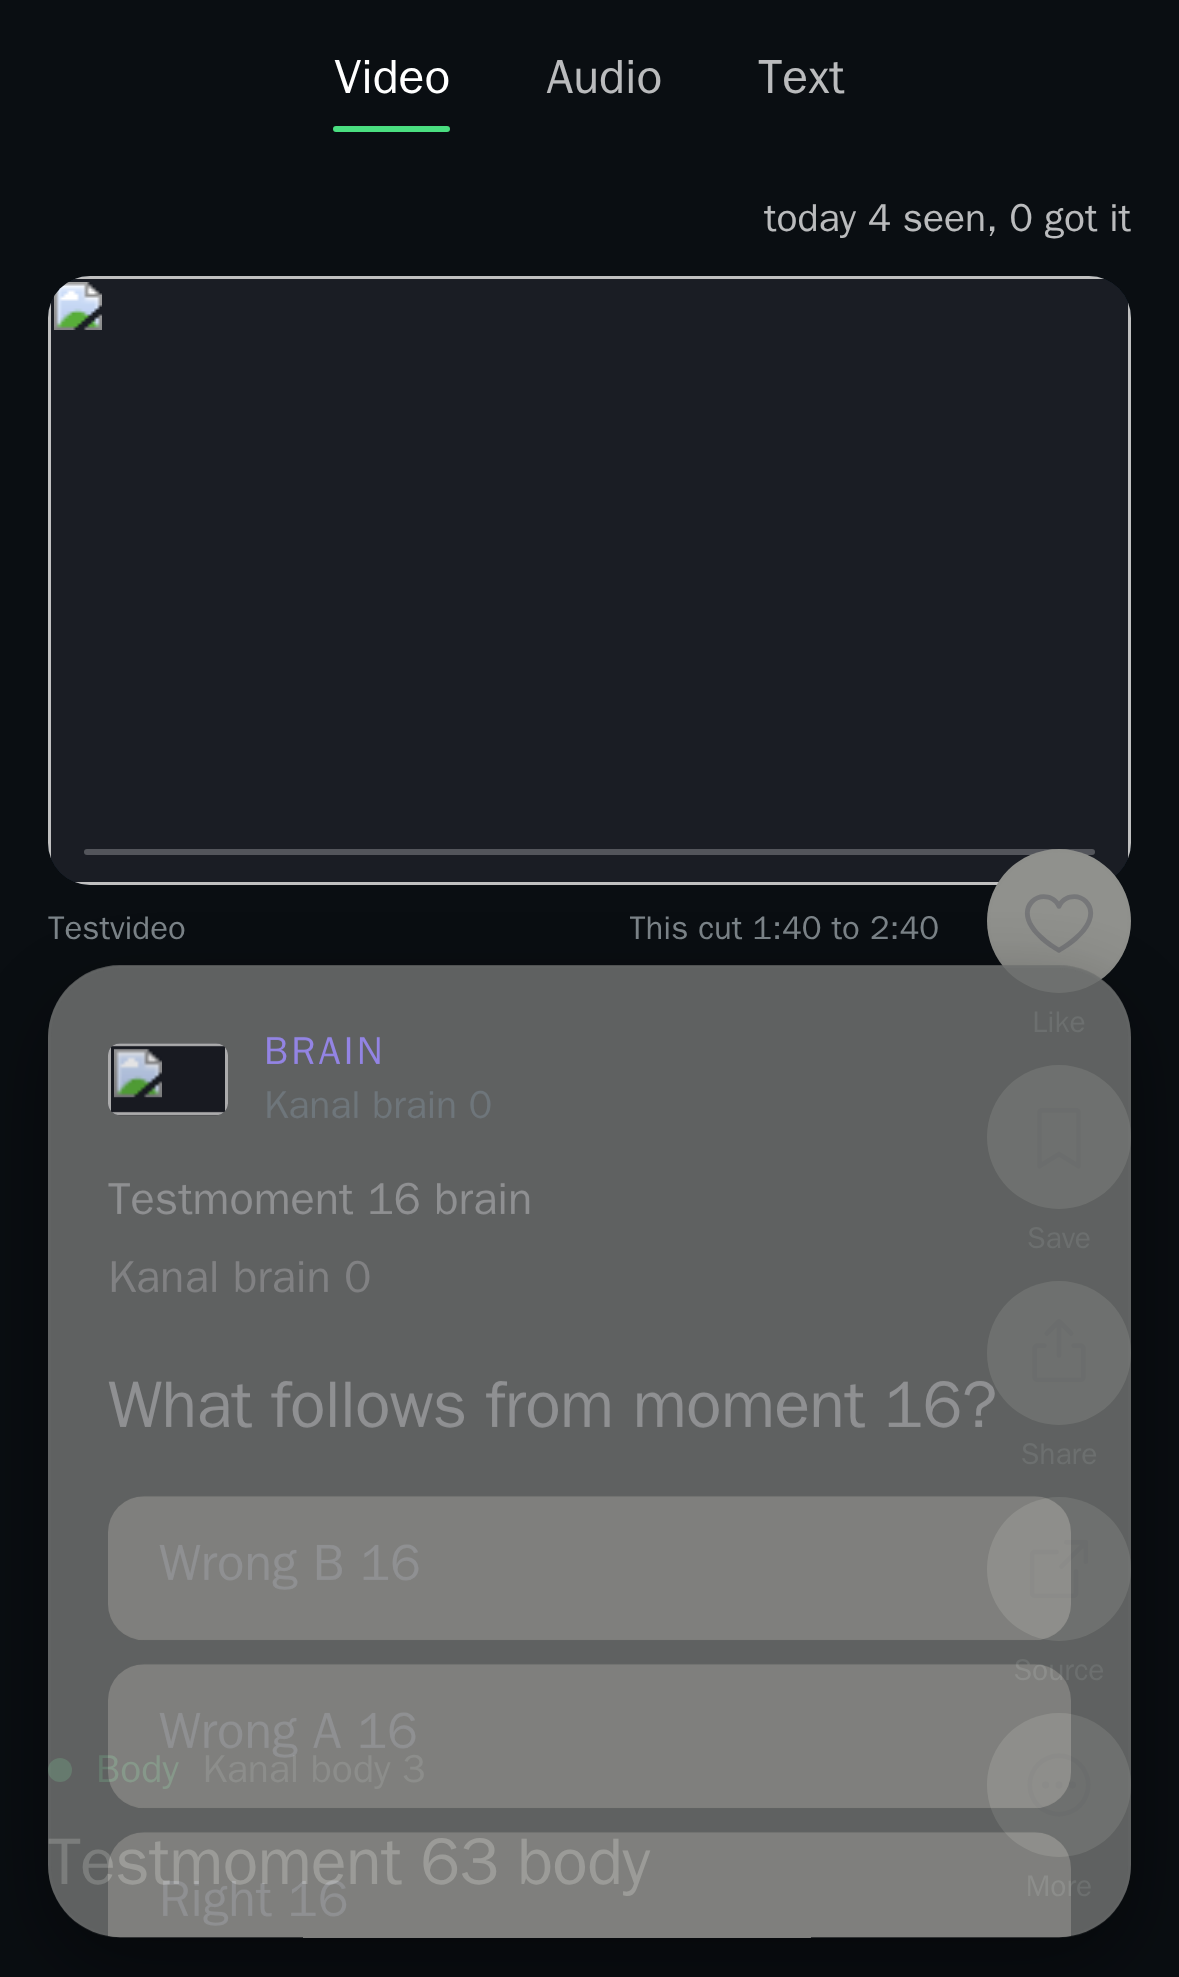 Video Audio Text
today 4 seen, 0 got it
Testvideo This cut 1:40 to 2:40
Like
BRAIN
Kanal brain 0
Testmoment 16 brain
Save
Kanal brain 0
What follows from moment 16?
Share
Wrong B 16
Source
Wrong A 16
Body Kanal body 3
Testmoment 63 body
More
Right 16